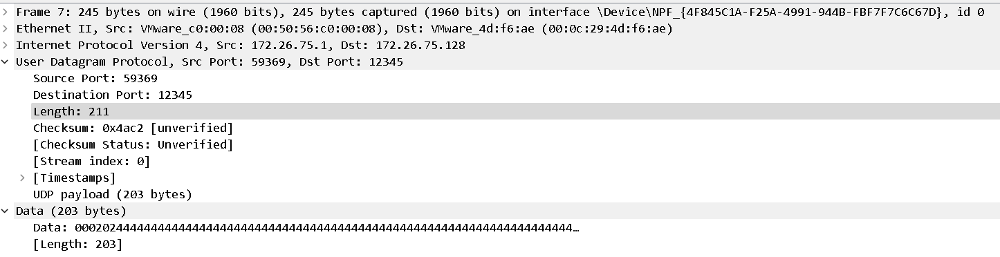 Frame 7: 245 bytes on wire (1960 bits), 245 bytes captured (1960 bits) on interface \Device\NPF_{4F845C1A-F25A-4991-944B-FBF7F7C6C67D}, id 0
Ethernet II, Src: VMware_c0:00:08 (00:50:56:c0:00:08), Dst: VMware_4d:f6:ae (00:0c:29:4d:f6:ae)
Internet Protocol Version 4, Src: 172.26.75.1, Dst: 172.26.75.128
User Datagram Protocol, Src Port: 59369, Dst Port: 12345
Source Port: 59369
Destination Port: 12345
Length: 211
Checksum: 0x4ac2 [unverified]
[Checksum Status: Unverified]
[Stream index: 0]
[Timestamps]
UDP payload (203 bytes)
Data (203 bytes)
Data: 000202444444444444444444444444444444444444444444444444444444444444444444…
[Length: 203]